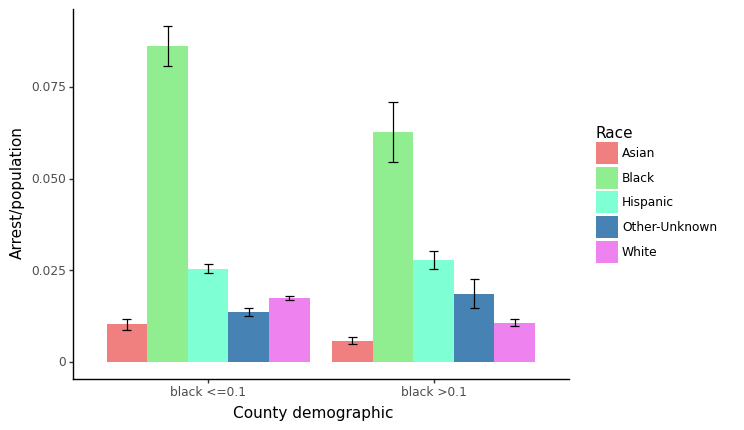 Arrest/population
0.075
0.050
0.025
0
black <=0.1
black >0.1
County demographic
Race
Asian
Black
Hispanic
Other-Unknown
White